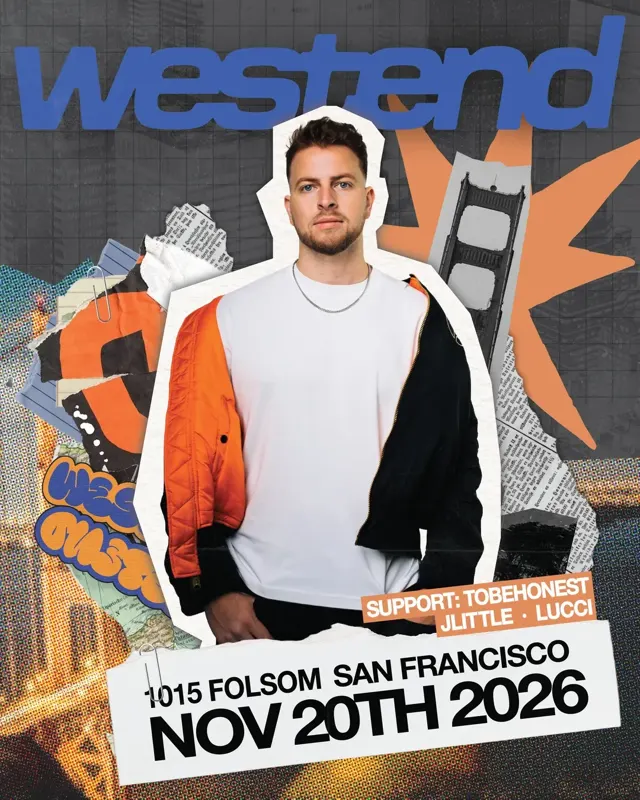 westend
SUPPORT: TOBEHONEST
JLITTLE · LUCCI
1015 FOLSOM SAN FRANCISCO
NOV 20TH 2026